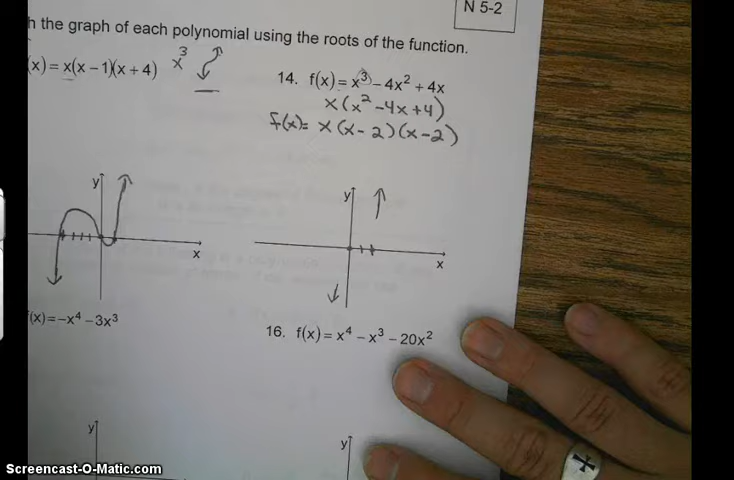 N 5-2
h the graph of each polynomial using the roots of the function.
(x) = x(x – 1)(x + 4) x³
14. f(x) = x³ – 4x² + 4x
x(x² – 4x + 4)
f(x) = x(x – 2)(x – 2)
y
x
y
x
f(x) = –x⁴ – 3x³
16. f(x) = x⁴ – x³ – 20x²
y
y
Screencast-O-Matic.com